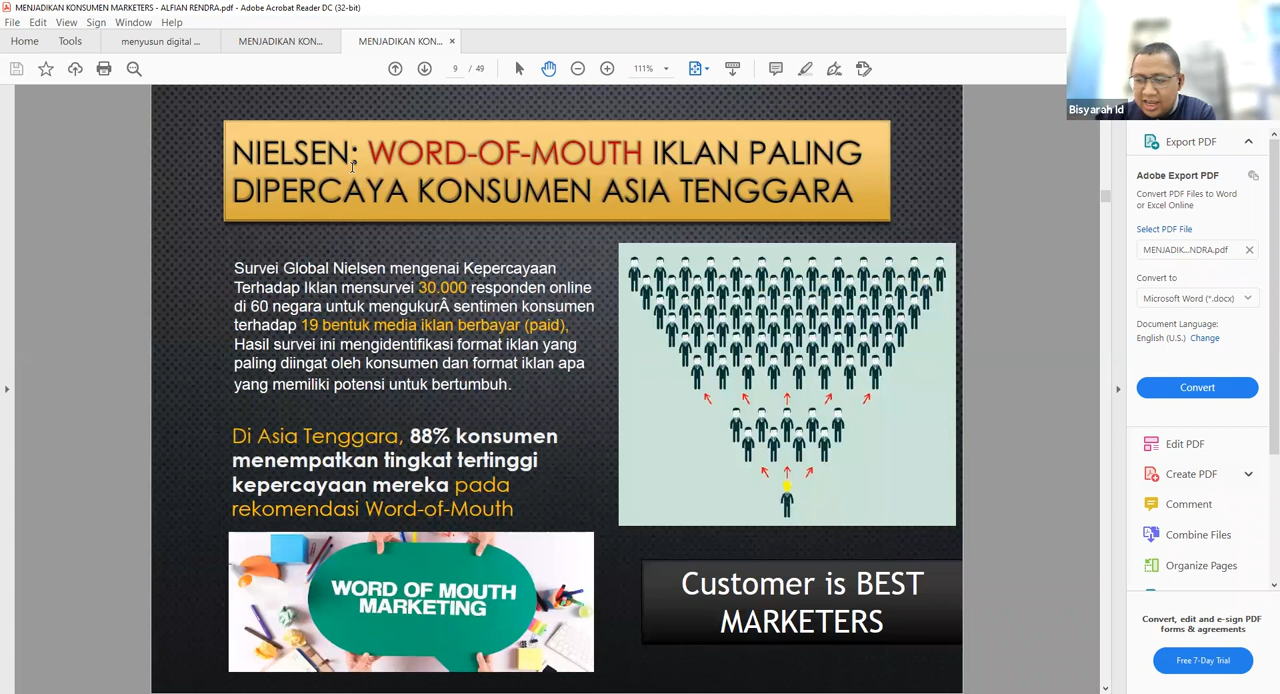 MENJADIKAN KONSUMEN MARKETERS - ALFIAN RENDRA.pdf - Adobe Acrobat Reader DC (32-bit)
File Edit View Sign Window Help
Home Tools menyusun digital ... MENJADIKAN KON... MENJADIKAN KON... ×
9 / 49 111%
Bisyarah Id
NIELSEN: WORD-OF-MOUTH IKLAN PALING
DIPERCAYA KONSUMEN ASIA TENGGARA
Survei Global Nielsen mengenai Kepercayaan
Terhadap Iklan mensurvei 30.000 responden online
di 60 negara untuk mengukurÂ sentimen konsumen
terhadap 19 bentuk media iklan berbayar (paid),
Hasil survei ini mengidentifikasi format iklan yang
paling diingat oleh konsumen dan format iklan apa
yang memiliki potensi untuk bertumbuh.
Di Asia Tenggara, 88% konsumen
menempatkan tingkat tertinggi
kepercayaan mereka pada
rekomendasi Word-of-Mouth
WORD OF MOUTH
MARKETING
Customer is BEST
MARKETERS
Export PDF
Adobe Export PDF
Convert PDF Files to Word
or Excel Online
Select PDF File
MENJADIK...NDRA.pdf
Convert to
Microsoft Word (*.docx)
Document Language:
English (U.S.) Change
Convert
Edit PDF
Create PDF
Comment
Combine Files
Organize Pages
Convert, edit and e-sign PDF
forms & agreements
Free 7-Day Trial